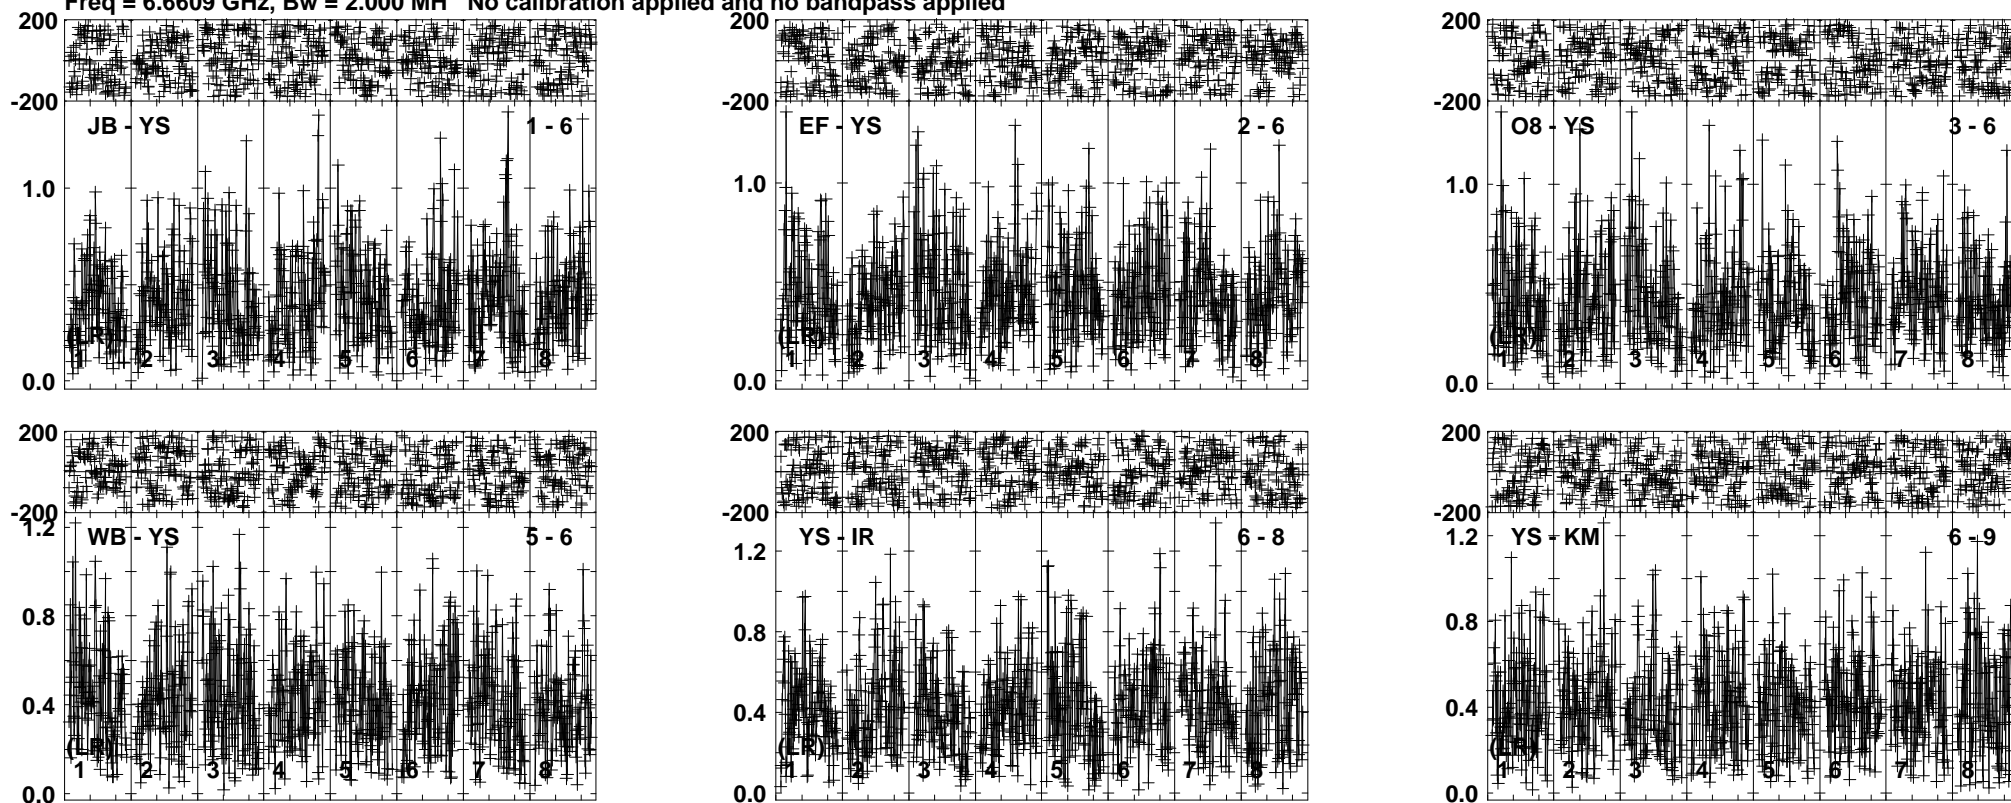 Freq = 6.6609 GHz, Bw = 2.000 MH No calibration applied and no bandpass applied
200
-200
JB - YS 1 - 6
1.0
(LR)
1 2 3 4 5 6 7 8
0.0
200
-200
EF - YS 2 - 6
1.0
(LR)
1 2 3 4 5 6 7 8
0.0
200
-200
O8 - YS 3 - 6
1.0
(LR)
1 2 3 4 5 6 7 8
0.0
200
-200
1.2
WB - YS 5 - 6
0.8
0.4
(LR)
1 2 3 4 5 6 7 8
0.0
200
-200
YS - IR 6 - 8
1.2
0.8
0.4
(LR)
1 2 3 4 5 6 7 8
0.0
200
-200
YS - KM 6 - 9
1.2
0.8
0.4
(LR)
1 2 3 4 5 6 7 8
0.0